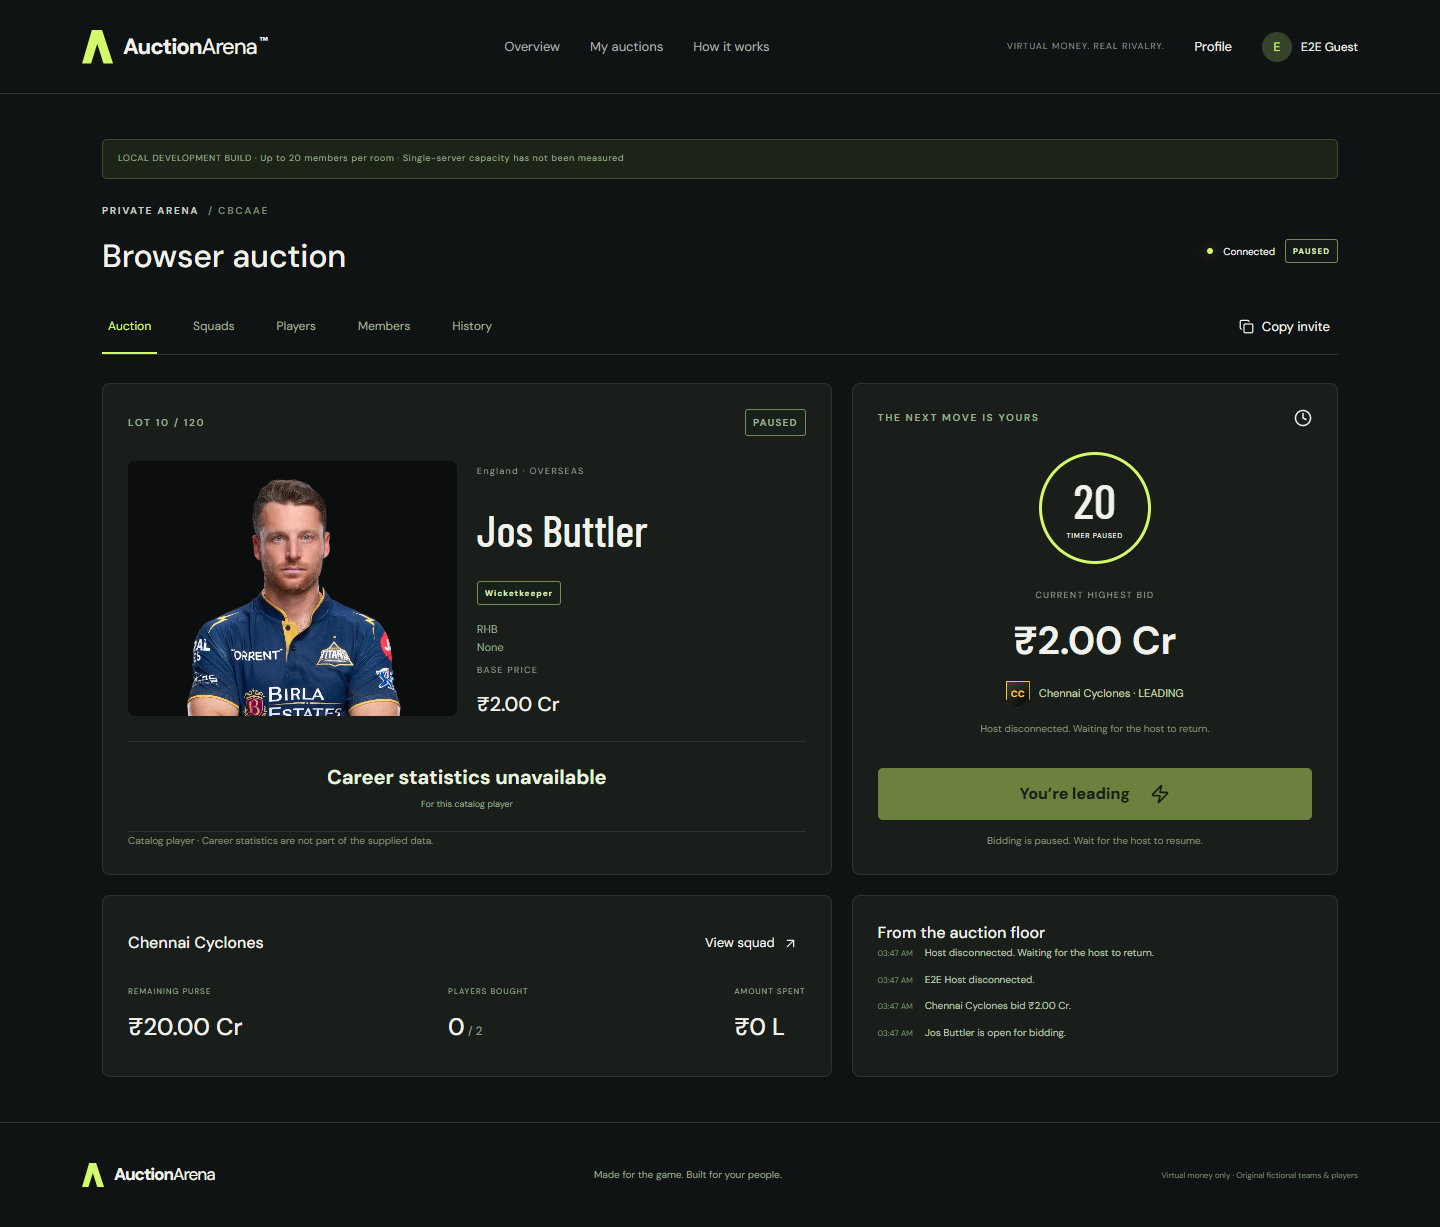 AuctionArena™
Overview
My auctions
How it works
VIRTUAL MONEY. REAL RIVALRY.
Profile
E
E2E Guest
LOCAL DEVELOPMENT BUILD · Up to 20 members per room · Single-server capacity has not been measured
PRIVATE ARENA / CBCAAE
Browser auction
Connected
PAUSED
Auction
Squads
Players
Members
History
Copy invite
LOT 10 / 120
PAUSED
England · OVERSEAS
Jos Buttler
Wicketkeeper
RHB
None
BASE PRICE
₹2.00 Cr
TORRENT
TITANS
BIRLA
ESTATES
Career statistics unavailable
For this catalog player
Catalog player · Career statistics are not part of the supplied data.
THE NEXT MOVE IS YOURS
20
TIMER PAUSED
CURRENT HIGHEST BID
₹2.00 Cr
CC
Chennai Cyclones · LEADING
Host disconnected. Waiting for the host to return.
You're leading
Bidding is paused. Wait for the host to resume.
Chennai Cyclones
View squad
REMAINING PURSE
₹20.00 Cr
PLAYERS BOUGHT
0 / 2
AMOUNT SPENT
₹0 L
From the auction floor
03:47 AM Host disconnected. Waiting for the host to return.
03:47 AM E2E Host disconnected.
03:47 AM Chennai Cyclones bid ₹2.00 Cr.
03:47 AM Jos Buttler is open for bidding.
AuctionArena
Made for the game. Built for your people.
Virtual money only · Original fictional teams & players